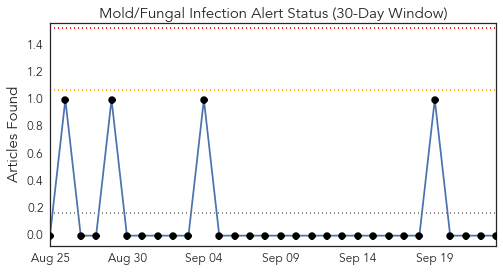 Mold/Fungal Infection Alert Status (30-Day Window)
Articles Found
1.4
1.2
1.0
0.8
0.6
0.4
0.2
0.0
Aug 25 Aug 30 Sep 04 Sep 09 Sep 14 Sep 19